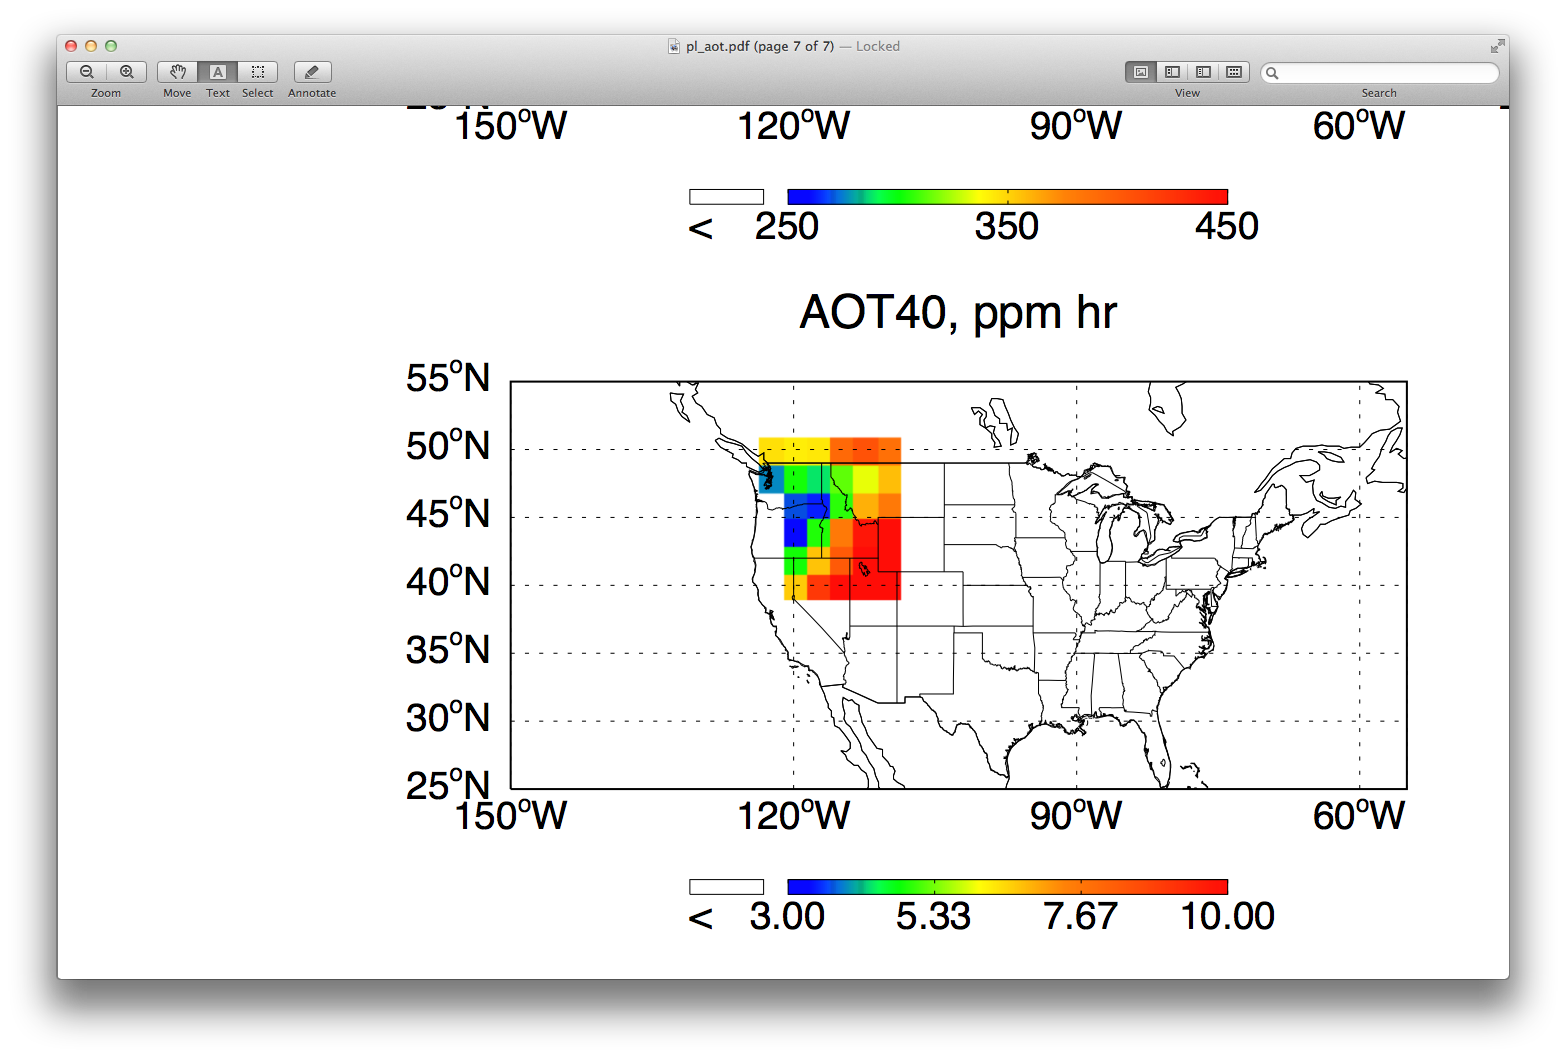 pl_aot.pdf (page 7 of 7) — Locked
Zoom Move Text Select Annotate View Search
150°W 120°W 90°W 60°W
< 250 350 450
AOT40, ppm hr
55°N
50°N
45°N
40°N
35°N
30°N
25°N
150°W 120°W 90°W 60°W
< 3.00 5.33 7.67 10.00